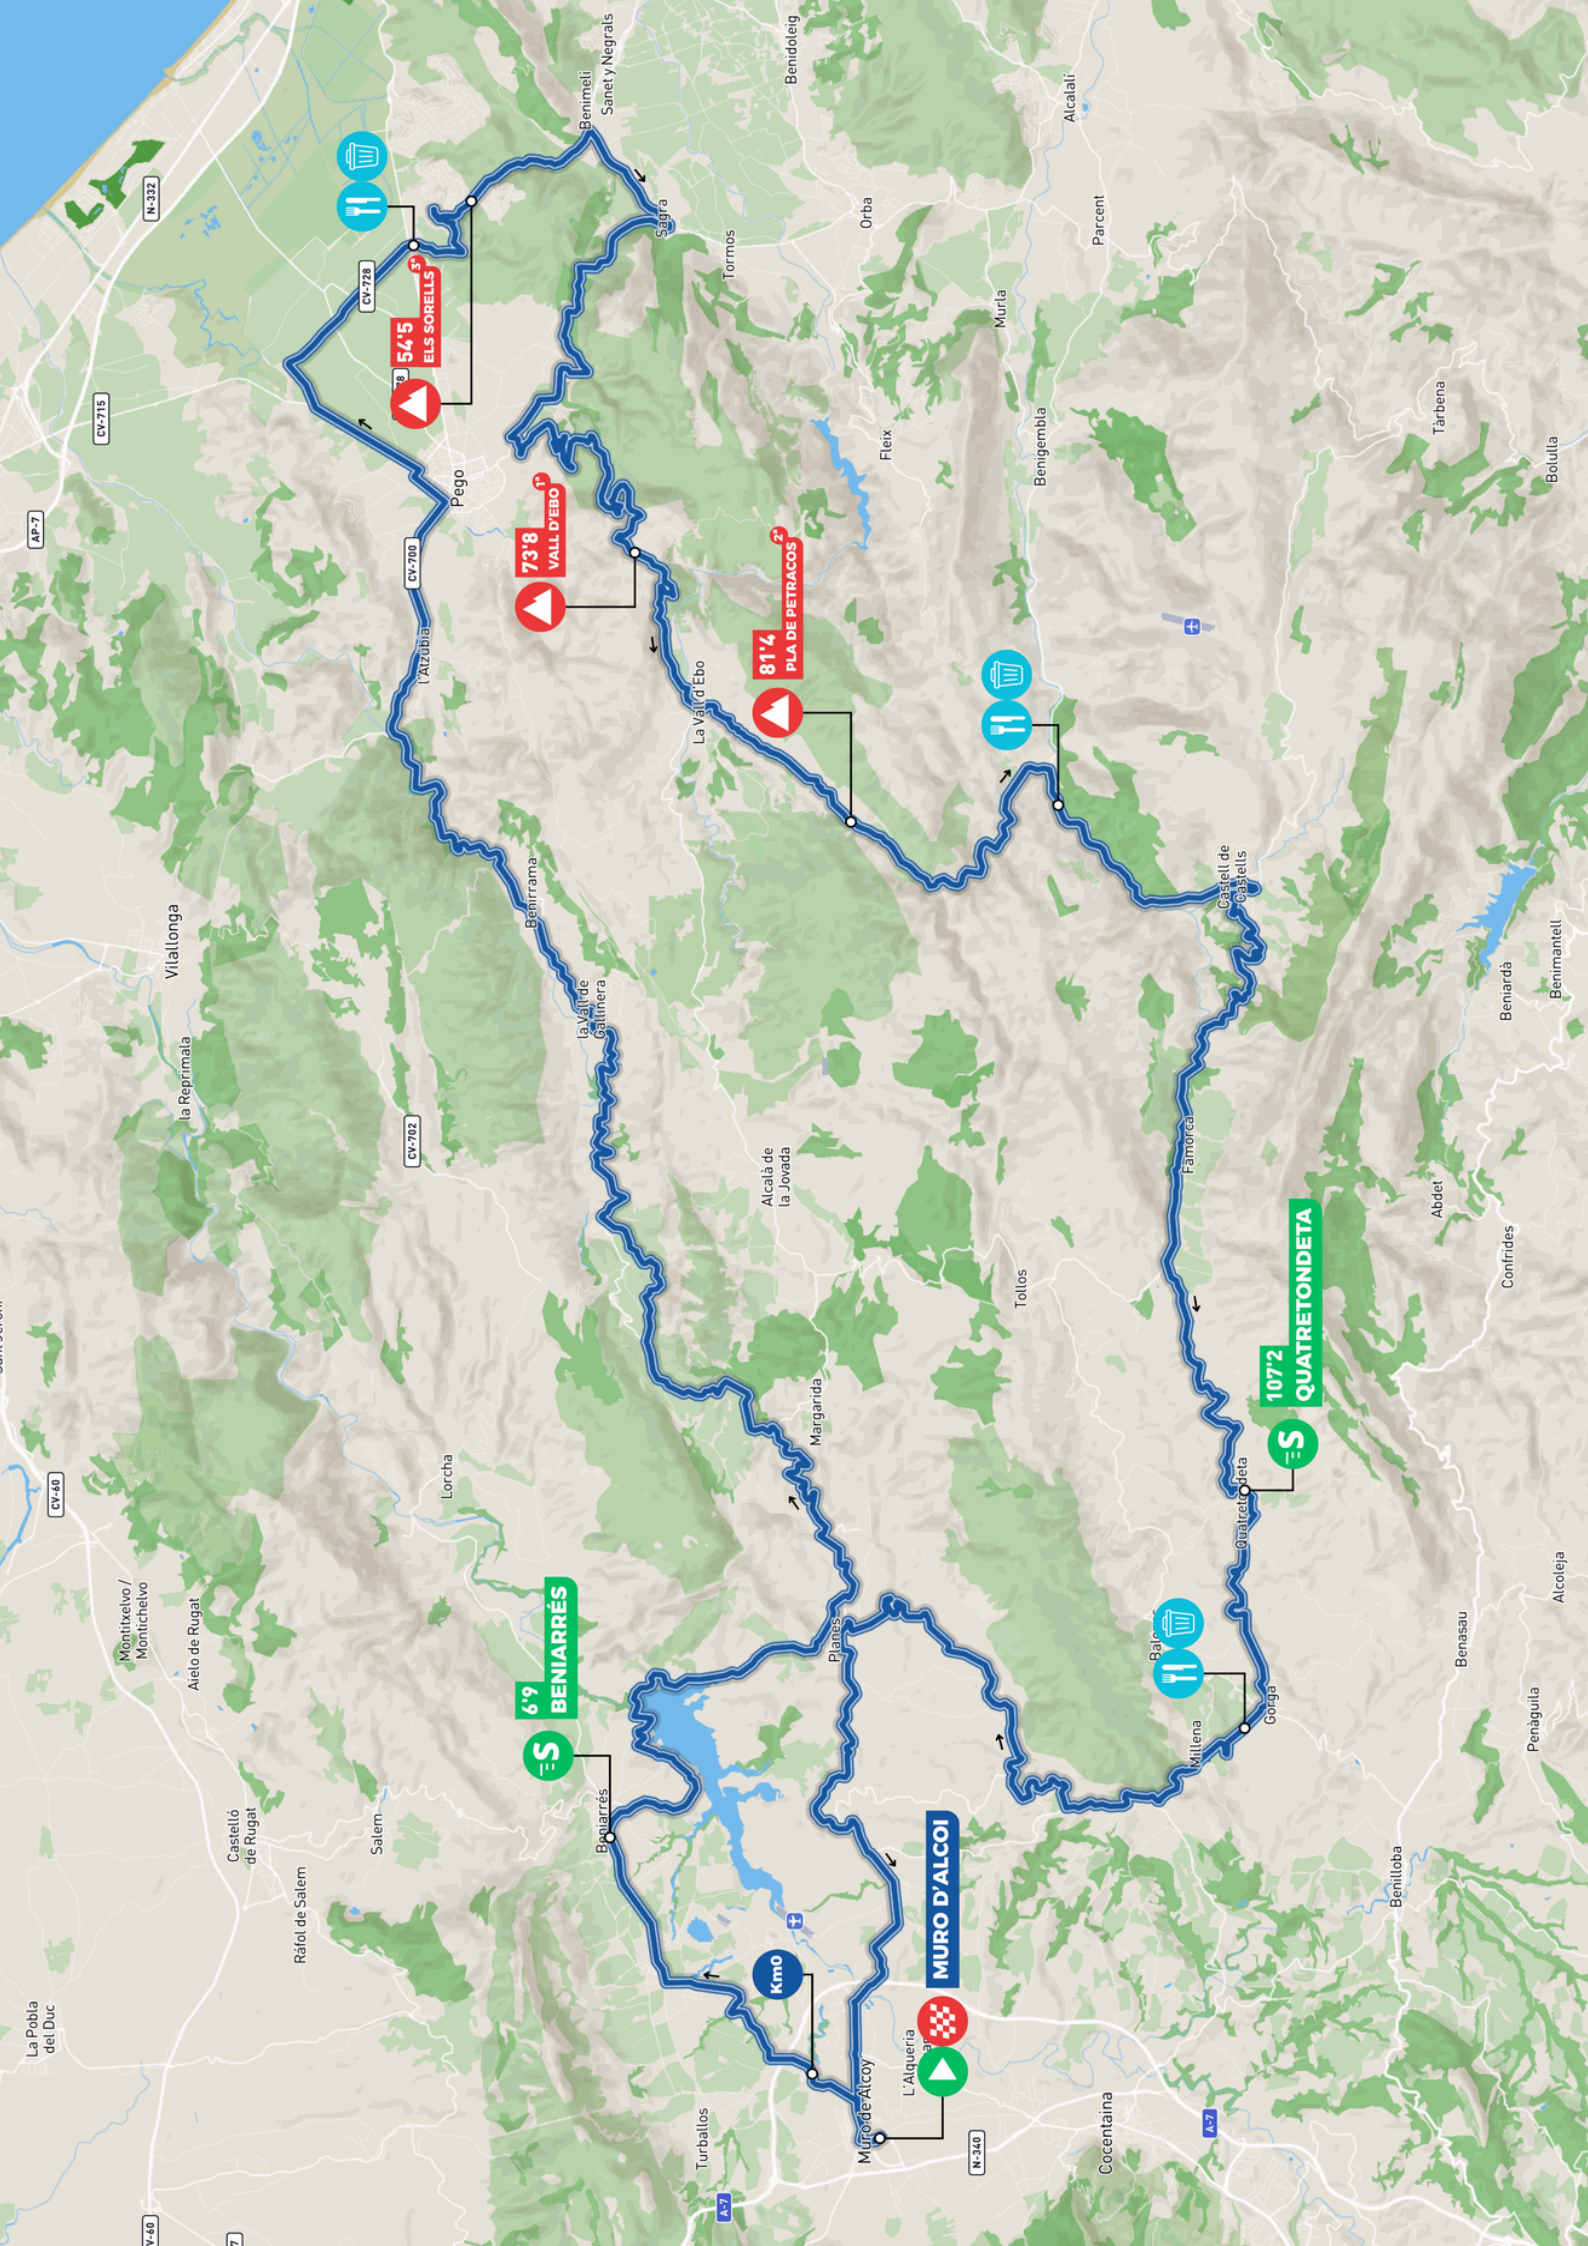 N-332
CV-715
AP-7
CV-728
CV-700
CV-702
CV-60
N-340
A-7
A-7
V-60
Benimeli
Sanet y Negrals
Benidoleig
Alcalalí
Sagra
Tormos
Orba
Parcent
Murla
54'5
ELS SORELLS
3ª
Pego
73'8
VALL D'EBO
1ª
Fleix
Benigembla
Tàrbena
Bolulla
81'4
PLA DE PETRACOS
2ª
l'Atzúbia
La Vall d'Ebo
Benirrama
Castell de
Castells
Vilallonga
la Vall de
Gallinera
Beniardà
Benimantell
la Reprimala
Alcalà de
la Jovada
Famorca
Abdet
Confrides
Tollos
107'2
QUATRETONDETA
Margarida
Lorcha
Quatretondeta
Montitxelvo /
Montichelvo
Aielo de Rugat
6'9
BENIARRÉS
Planes
Benasau
Alcoleja
Gorga
Millena
Penàguila
Castelló
de Rugat
Salem
Beniarrés
Ráfol de Salem
Benilloba
Km0
MURO D'ALCOI
La Pobla
del Duc
L'Alqueria
Muro de Alcoy
Turballos
Cocentaina